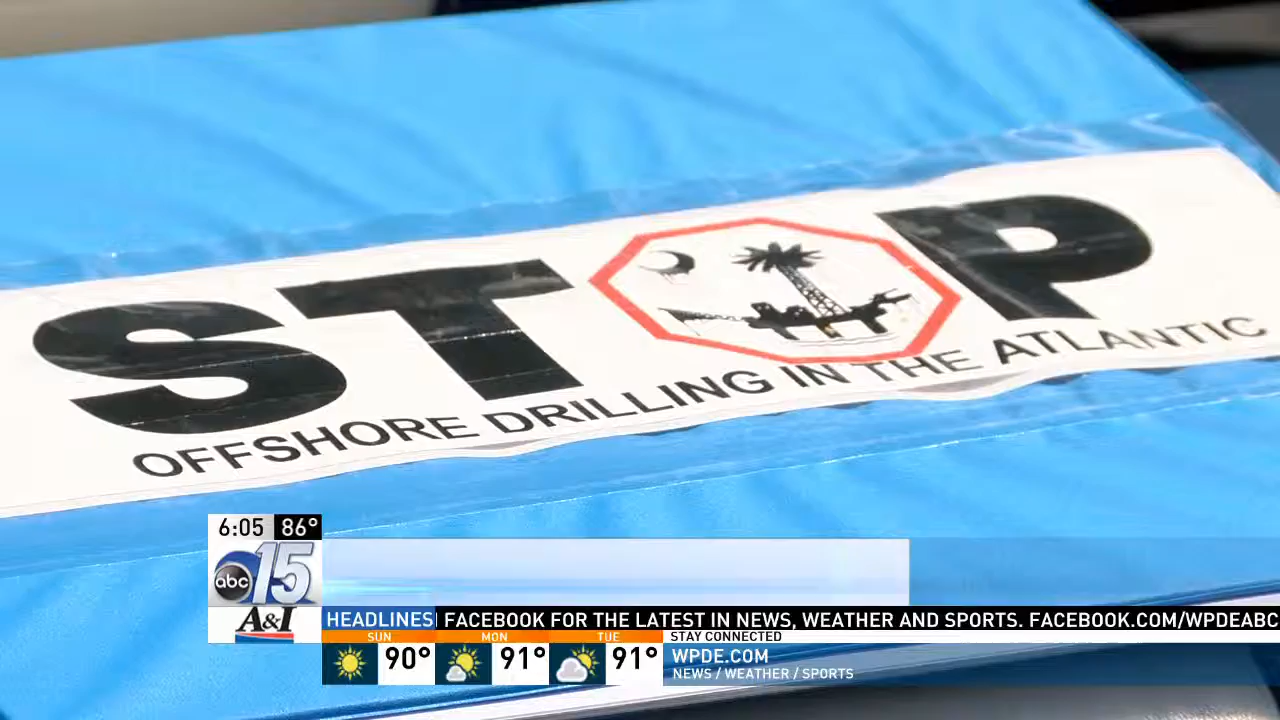 STOP
OFFSHORE DRILLING IN THE ATLANTIC
6:05 86°
abc 15
A&I
HEADLINES FACEBOOK FOR THE LATEST IN NEWS, WEATHER AND SPORTS. FACEBOOK.COM/WPDEABC
SUN MON TUE STAY CONNECTED
90° 91° 91° WPDE.COM
NEWS / WEATHER / SPORTS